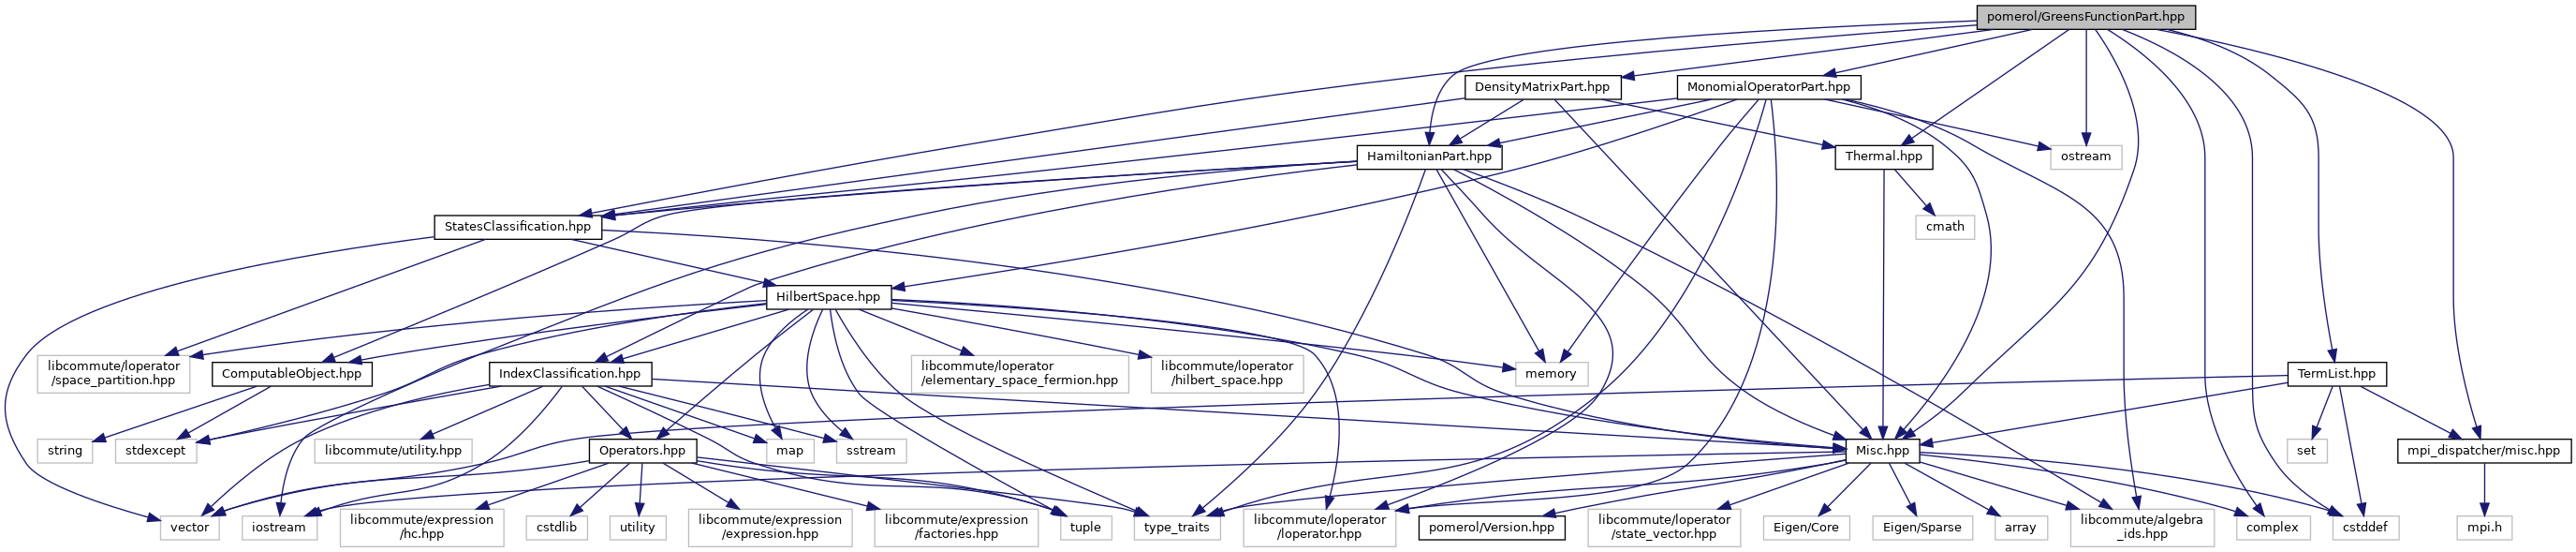 pomerol/GreensFunctionPart.hpp
DensityMatrixPart.hpp
MonomialOperatorPart.hpp
HamiltonianPart.hpp
Thermal.hpp
ostream
StatesClassification.hpp
cmath
HilbertSpace.hpp
libcommute/loperator
/space_partition.hpp
ComputableObject.hpp
IndexClassification.hpp
libcommute/loperator
/elementary_space_fermion.hpp
libcommute/loperator
/hilbert_space.hpp
memory
TermList.hpp
string
stdexcept
libcommute/utility.hpp
Operators.hpp
map
sstream
Misc.hpp
set
mpi_dispatcher/misc.hpp
vector
iostream
libcommute/expression
/hc.hpp
cstdlib
utility
libcommute/expression
/expression.hpp
libcommute/expression
/factories.hpp
tuple
type_traits
libcommute/loperator
/loperator.hpp
pomerol/Version.hpp
libcommute/loperator
/state_vector.hpp
Eigen/Core
Eigen/Sparse
array
libcommute/algebra
_ids.hpp
complex
cstddef
mpi.h